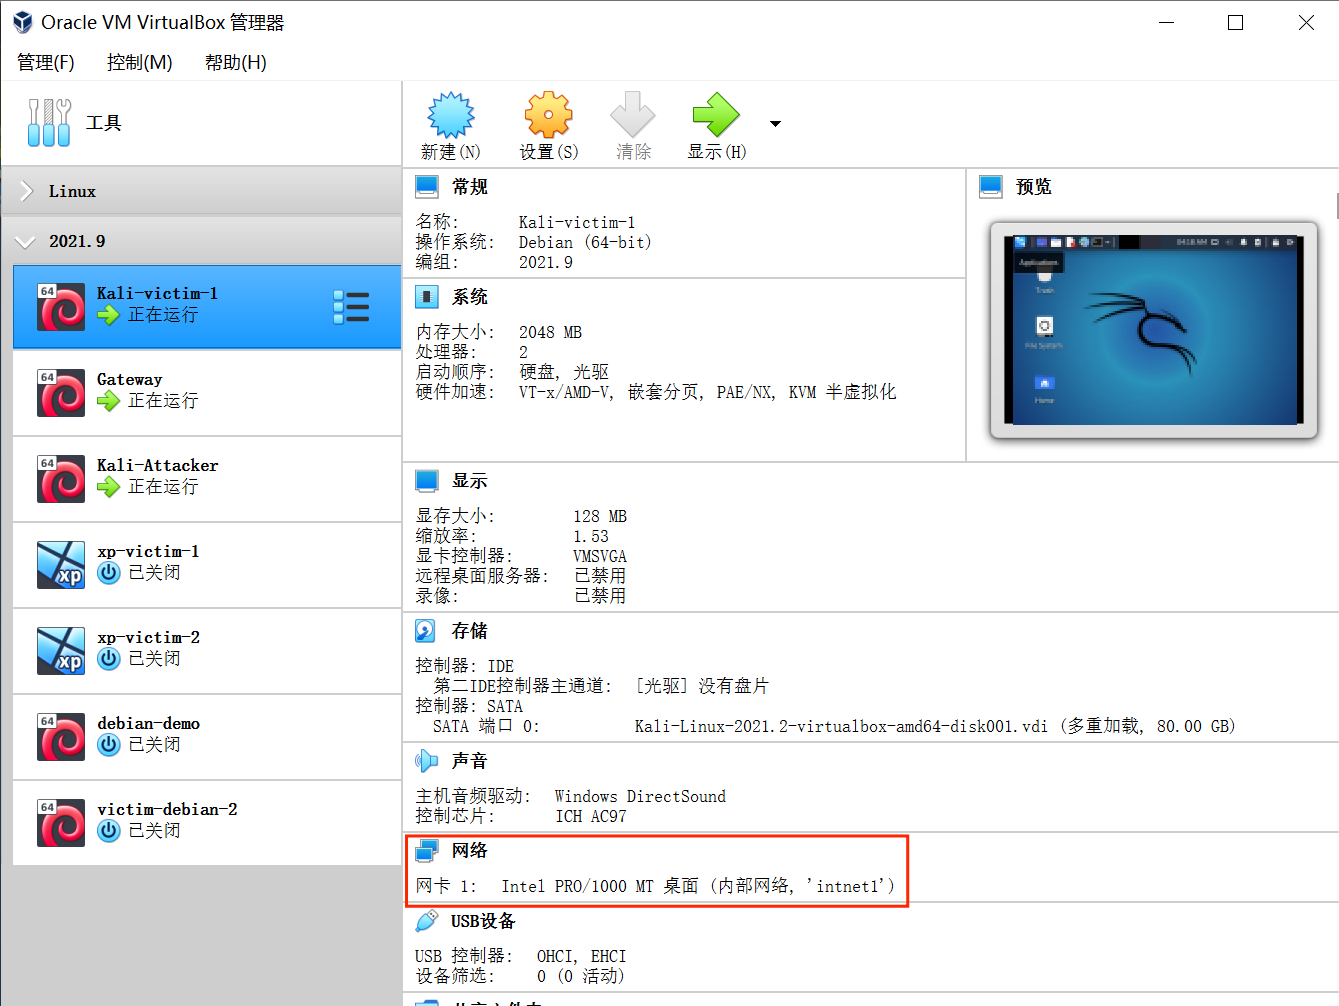 Oracle VM VirtualBox 管理器
管理(F) 控制(M) 帮助(H)
工具
新建(N) 设置(S) 清除 显示(H)
Linux
2021.9
64
Kali-victim-1
正在运行
64
Gateway
正在运行
64
Kali-Attacker
正在运行
xp
xp-victim-1
已关闭
xp
xp-victim-2
已关闭
64
debian-demo
已关闭
64
victim-debian-2
已关闭
常规
名称: Kali-victim-1
操作系统: Debian (64-bit)
编组: 2021.9
预览
Applications
Trash
File System
Home
系统
内存大小: 2048 MB
处理器: 2
启动顺序: 硬盘, 光驱
硬件加速: VT-x/AMD-V, 嵌套分页, PAE/NX, KVM 半虚拟化
显示
显存大小: 128 MB
缩放率: 1.53
显卡控制器: VMSVGA
远程桌面服务器: 已禁用
录像: 已禁用
存储
控制器: IDE
第二IDE控制器主通道: [光驱] 没有盘片
控制器: SATA
SATA 端口 0: Kali-Linux-2021.2-virtualbox-amd64-disk001.vdi (多重加载, 80.00 GB)
声音
主机音频驱动: Windows DirectSound
控制芯片: ICH AC97
网络
网卡 1: Intel PRO/1000 MT 桌面 (内部网络, 'intnet1')
USB设备
USB 控制器: OHCI, EHCI
设备筛选: 0 (0 活动)